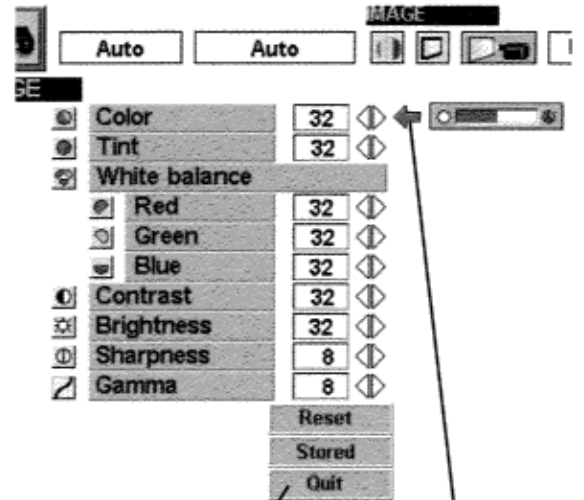 IMAGE
Auto Auto
GE
Color 32
Tint 32
White balance
Red 32
Green 32
Blue 32
Contrast 32
Brightness 32
Sharpness 8
Gamma 8
Reset
Stored
Quit